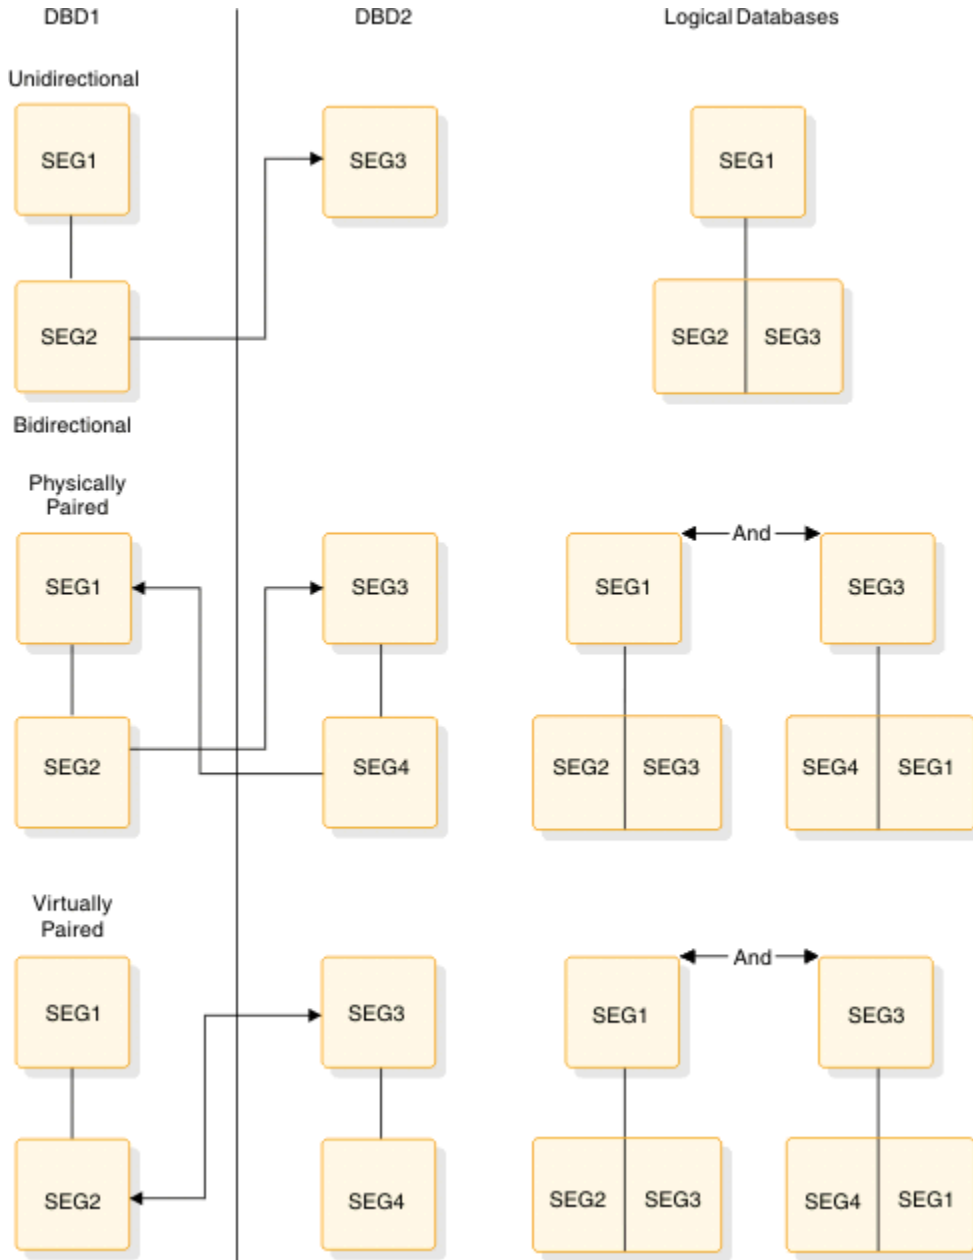 DBD1 DBD2 Logical Databases
Unidirectional
SEG1 SEG3 SEG1
SEG2 SEG2 SEG3
Bidirectional
Physically
Paired
And
SEG1 SEG3 SEG1 SEG3
SEG2 SEG4 SEG2 SEG3 SEG4 SEG1
Virtually
Paired
And
SEG1 SEG3 SEG1 SEG3
SEG2 SEG4 SEG2 SEG3 SEG4 SEG1